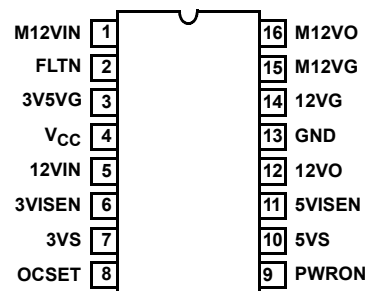 M12VIN 1 16 M12VO
FLTN 2 15 M12VG
3V5VG 3 14 12VG
VCC 4 13 GND
12VIN 5 12 12VO
3VISEN 6 11 5VISEN
3VS 7 10 5VS
OCSET 8 9 PWRON